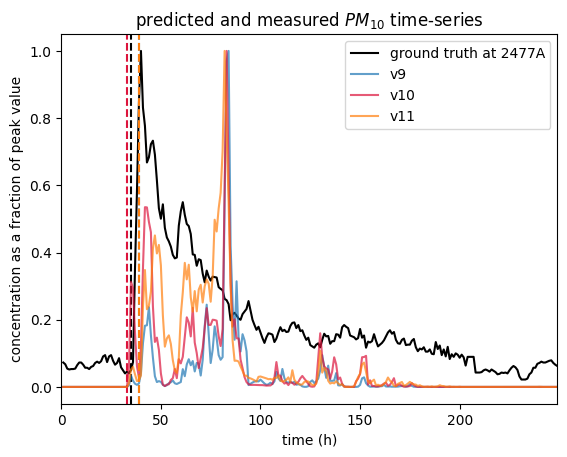 predicted and measured PM10 time-series
concentration as a fraction of peak value
1.0
0.8
0.6
0.4
0.2
0.0
ground truth at 2477A
v9
v10
v11
0 50 100 150 200
time (h)